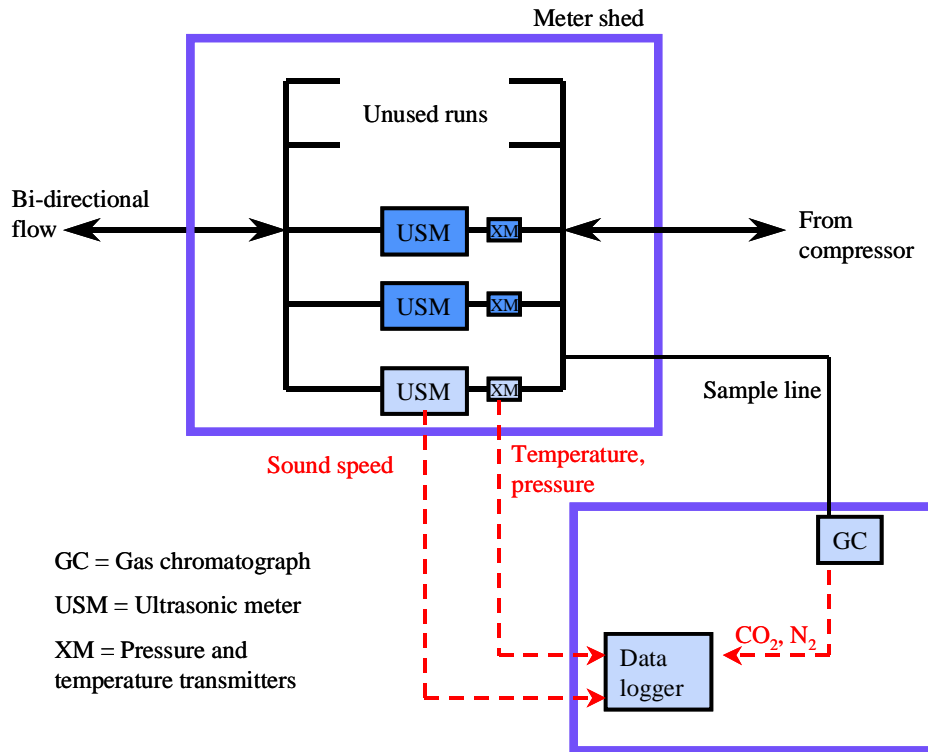 Meter shed
Unused runs
Bi-directional
flow
USM
XM
From
compressor
USM
XM
USM
XM
Sample line
Sound speed
Temperature,
pressure
GC
GC = Gas chromatograph
USM = Ultrasonic meter
XM = Pressure and
temperature transmitters
CO₂, N₂
Data
logger